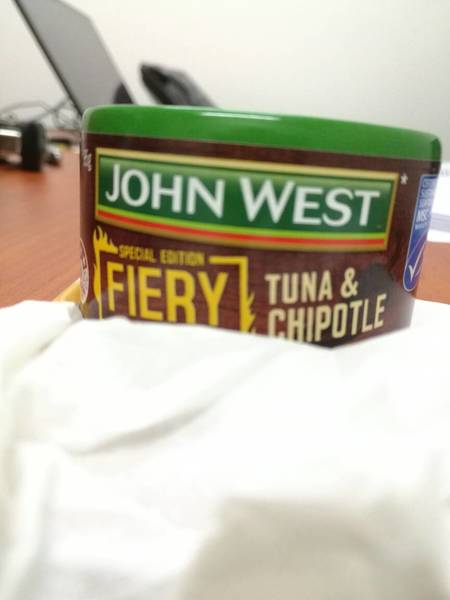 JOHN WEST
SPECIAL EDITION
FIERY
TUNA &
CHIPOTLE